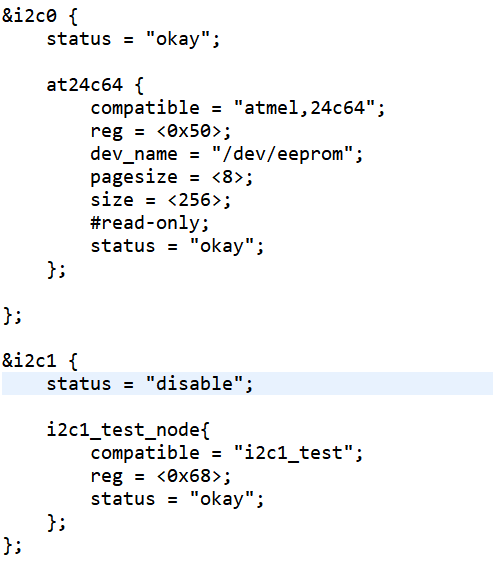 &i2c0 {
    status = "okay";

    at24c64 {
        compatible = "atmel,24c64";
        reg = <0x50>;
        dev_name = "/dev/eeprom";
        pagesize = <8>;
        size = <256>;
        #read-only;
        status = "okay";
    };

};

&i2c1 {
    status = "disable";

    i2c1_test_node{
        compatible = "i2c1_test";
        reg = <0x68>;
        status = "okay";
    };
};